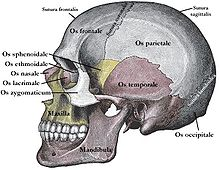 Sutura frontalis
Sutura
sagittalis
Os frontale
Os parietale
Os sphenoidale
Os ethmoidale
Os nasale
Os lacrimale
Os zygomaticum
Os temporale
Maxilla
Os occipitale
Mandibula